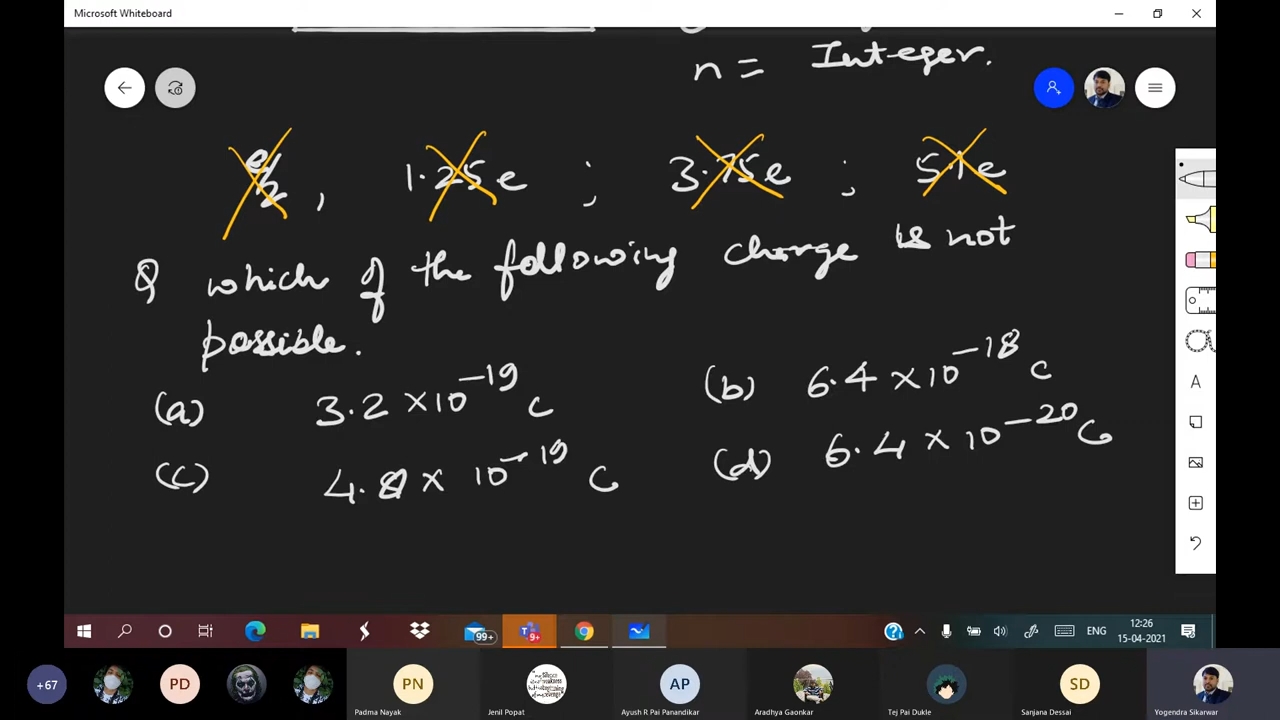 Microsoft Whiteboard
n = Integer.
e/2 , 1.25e ; 3.75e ; 5.1e
Q which of the following charge is not
possible.
(a) 3.2 × 10⁻¹⁹ C (b) 6.4 × 10⁻¹⁸ C
(c) 4.8 × 10⁻¹⁹ C (d) 6.4 × 10⁻²⁰ C
A
99+ 9+ ENG 12:26
15-04-2021
+67 PD PN AP SD
Padma Nayak Jenil Popat Ayush R Pai Panandikar Aradhya Gaonkar Tej Pai Dukle Sanjana Dessai Yogendra Sikarwar